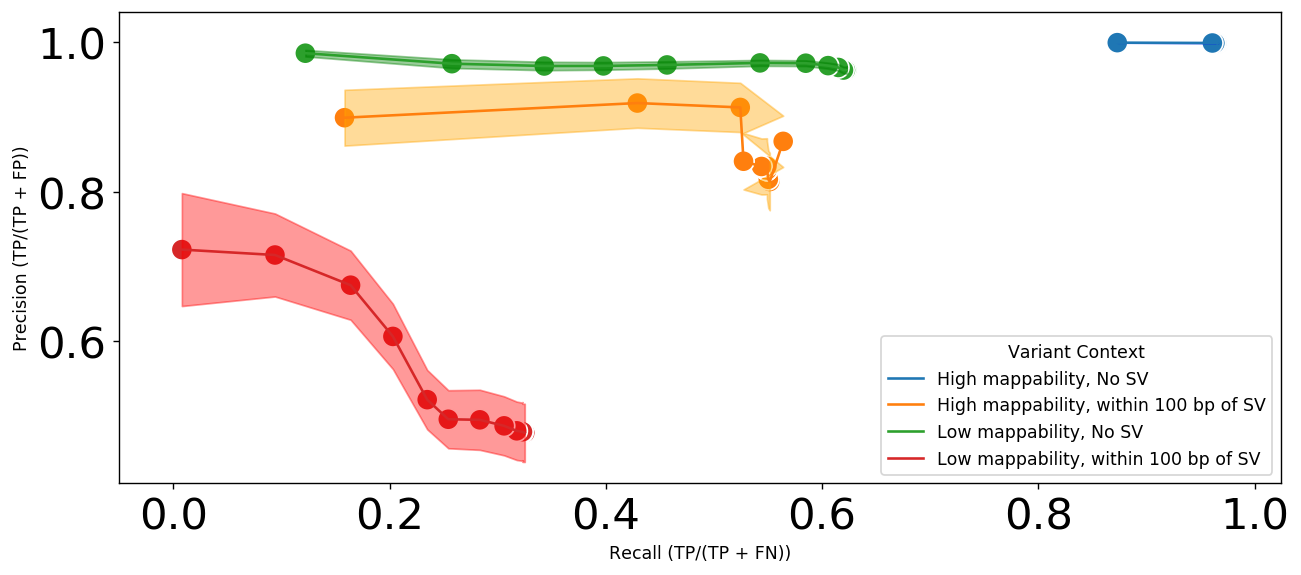 1.0
0.8
0.6
Precision (TP/(TP + FP))
Variant Context
High mappability, No SV
High mappability, within 100 bp of SV
Low mappability, No SV
Low mappability, within 100 bp of SV
0.0 0.2 0.4 0.6 0.8 1.0
Recall (TP/(TP + FN))